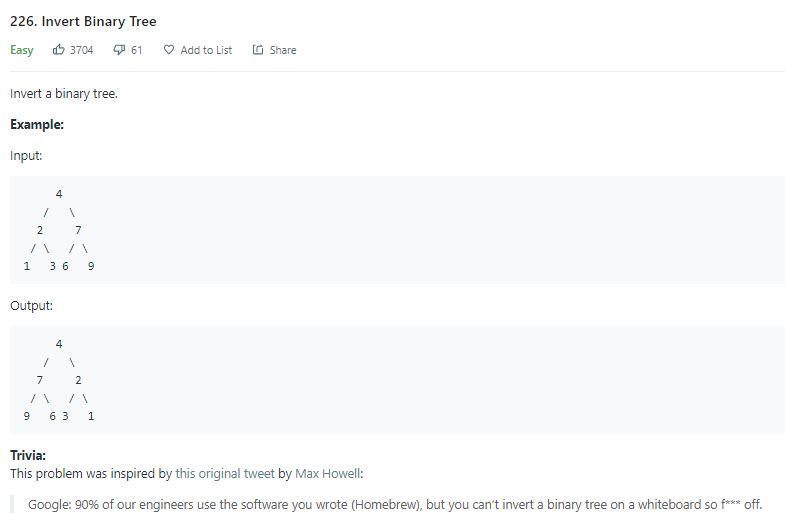 226. Invert Binary Tree
Easy 3704 61 Add to List Share
Invert a binary tree.
Example:
Input:
4
/ \
2 7
/ \ / \
1 3 6 9
Output:
4
/ \
7 2
/ \ / \
9 6 3 1
Trivia:
This problem was inspired by this original tweet by Max Howell:
Google: 90% of our engineers use the software you wrote (Homebrew), but you can't invert a binary tree on a whiteboard so f*** off.